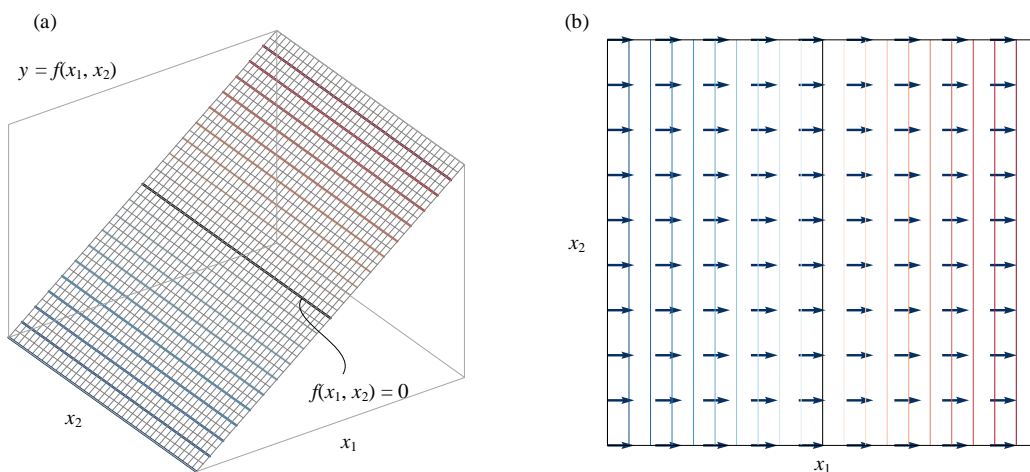 (a)
y = f(x₁, x₂)
f(x₁, x₂) = 0
x₂
x₁
(b)
x₂
x₁